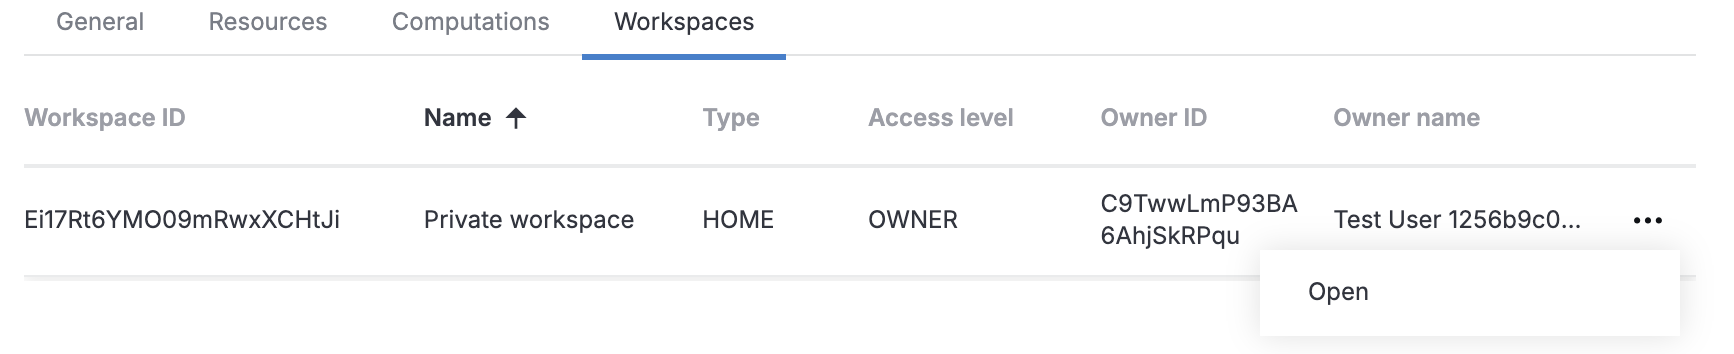 General Resources Computations Workspaces
Workspace ID Name Type Access level Owner ID Owner name
Ei17Rt6YMO09mRwxXCHtJi Private workspace HOME OWNER C9TwwLmP93BA Test User 1256b9c0...
6AhjSkRPqu
Open